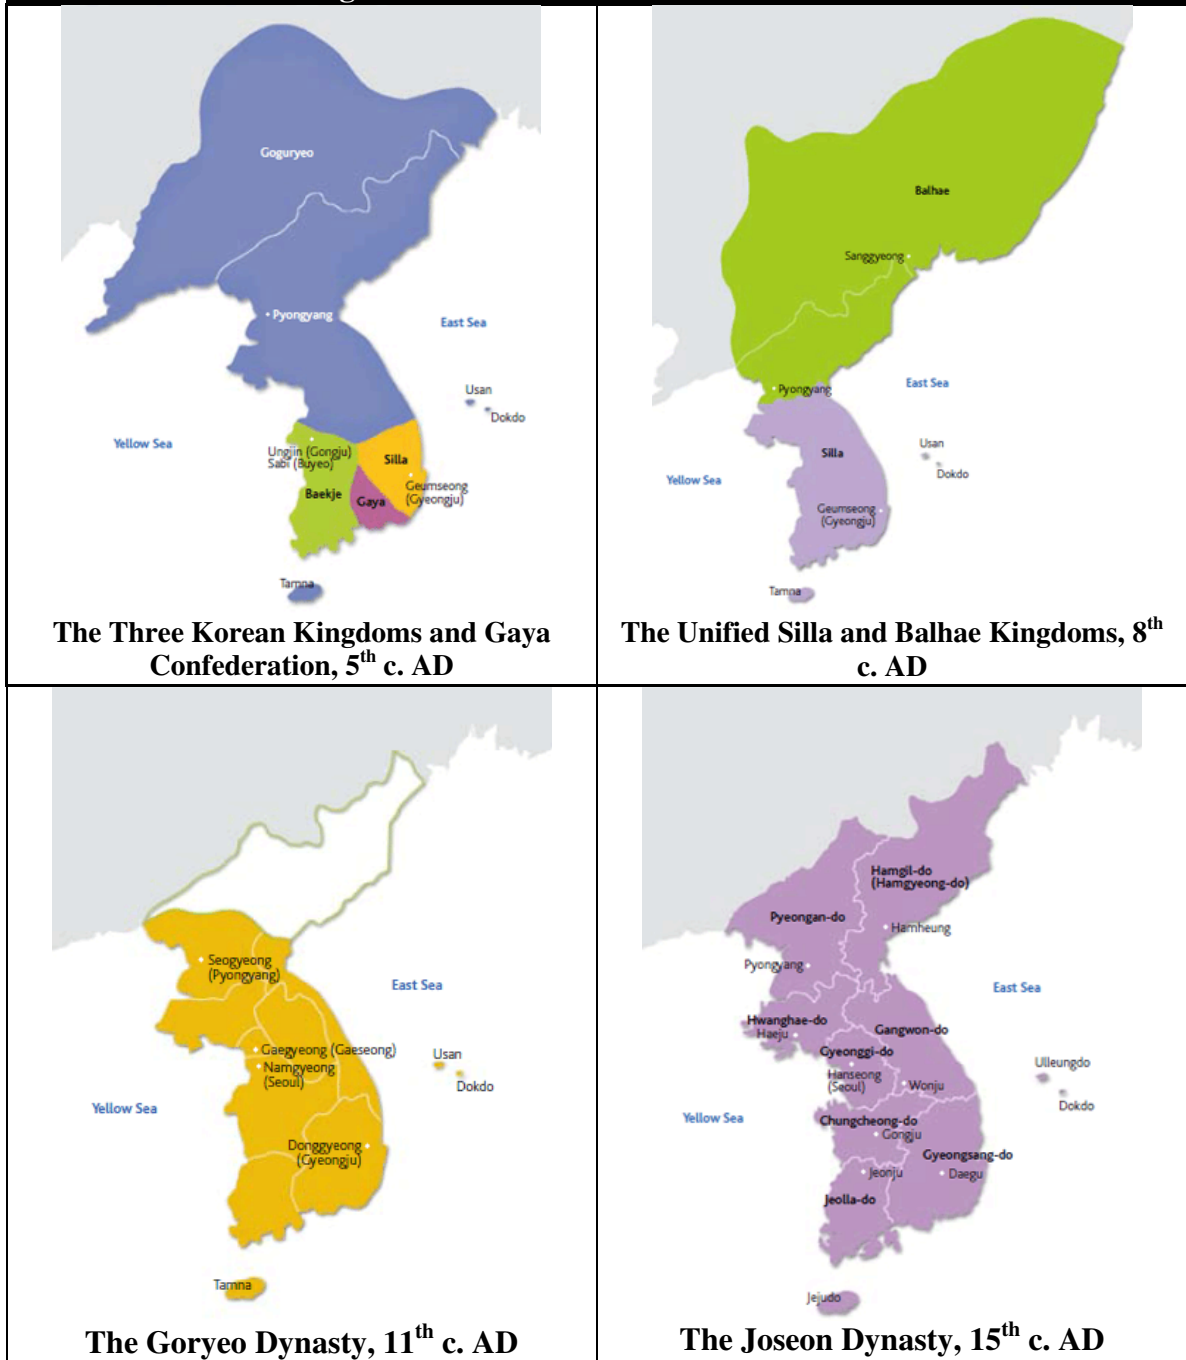 Goguryeo
Pyongyang
East Sea
Usan
Dokdo
Yellow Sea
Ungjin (Gongju)
Sabi (Buyeo)
Silla
Baekje
Gaya
Geumseong
(Gyeongju)
Tamna
The Three Korean Kingdoms and Gaya
Confederation, 5th c. AD
Balhae
Sanggyeong
Pyongyang
East Sea
Usan
Dokdo
Silla
Yellow Sea
Geumseong
(Gyeongju)
Tamna
The Unified Silla and Balhae Kingdoms, 8th
c. AD
Seogyeong
(Pyongyang)
East Sea
Gaegyeong (Gaeseong)
Namgyeong
(Seoul)
Usan
Dokdo
Yellow Sea
Donggyeong
(Gyeongju)
Tamna
The Goryeo Dynasty, 11th c. AD
Hamgil-do
(Hamgyeong-do)
Pyeongan-do
Hamheung
Pyongyang
East Sea
Hwanghae-do
Haeju
Gangwon-do
Gyeonggi-do
Hanseong
(Seoul)
Wonju
Ulleungdo
Dokdo
Yellow Sea
Chungcheong-do
Gongju
Gyeongsang-do
Jeonju
Daegu
Jeolla-do
Jejudo
The Joseon Dynasty, 15th c. AD